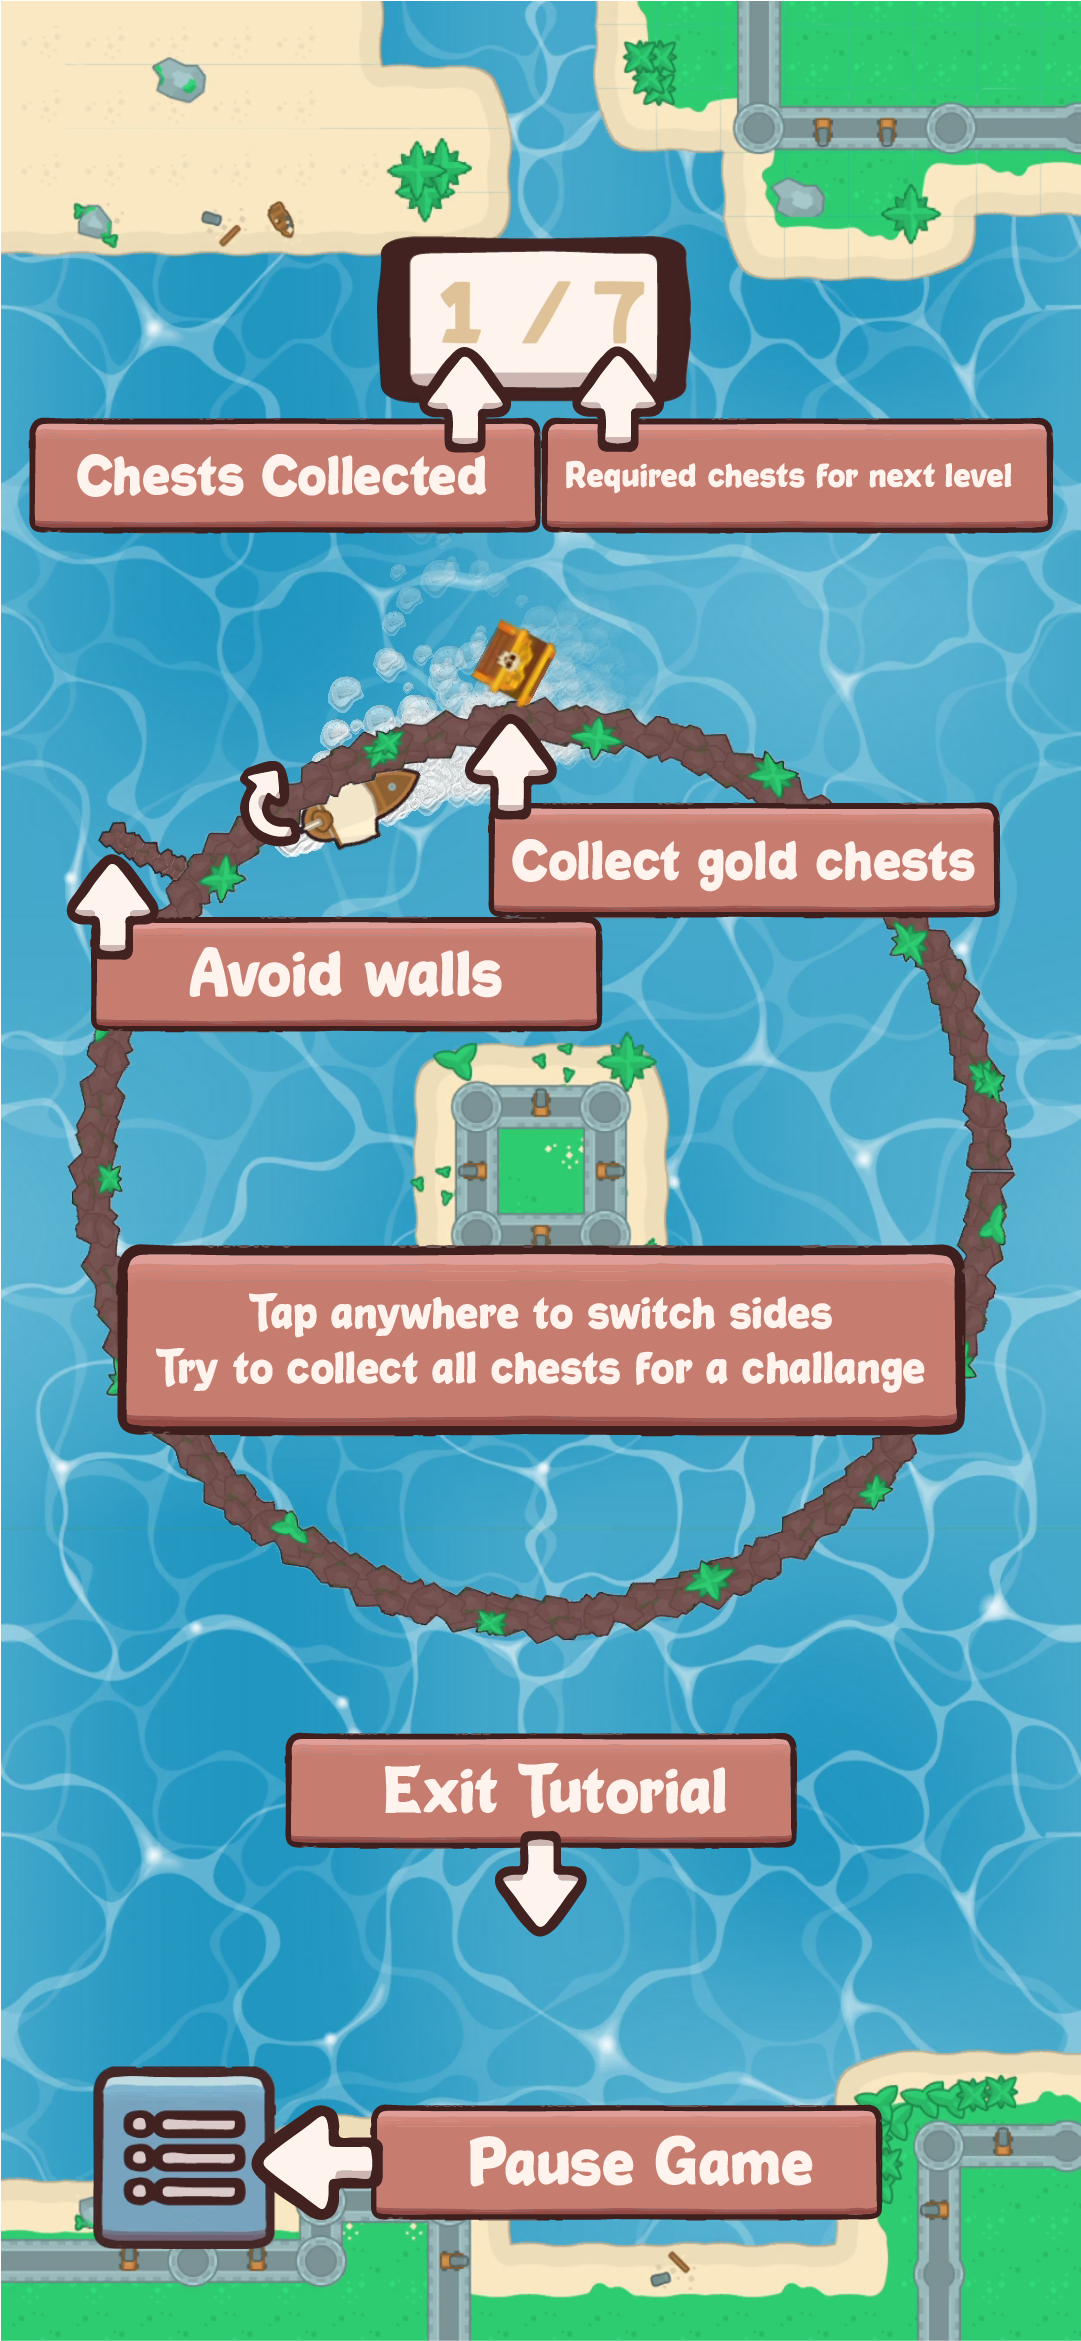 1 / 7
Chests Collected
Required chests for next level
Collect gold chests
Avoid walls
Tap anywhere to switch sides
Try to collect all chests for a challange
Exit Tutorial
Pause Game